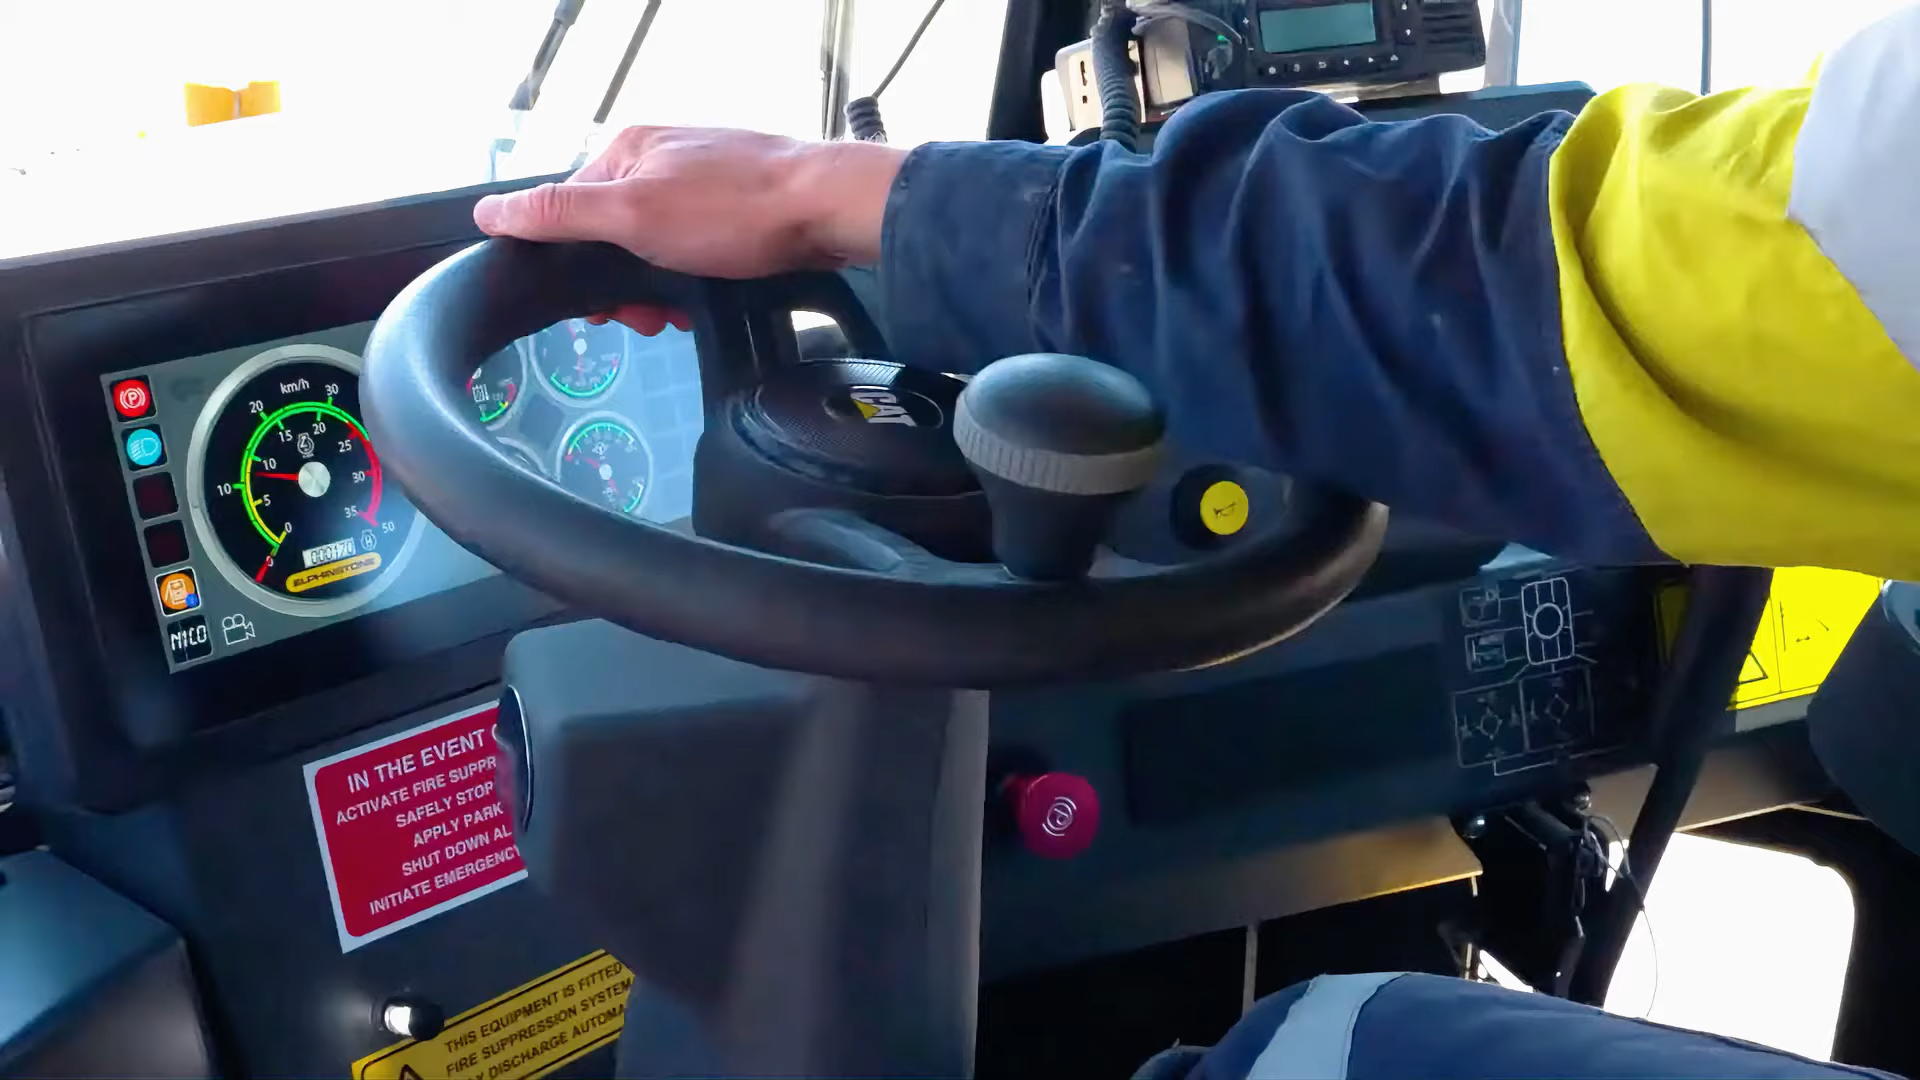 km/h
20
30
15
20
25
10
10
30
5
35
50
0
0
000170
ELPHINSTONE
N1C0
CAT
IN THE EVENT
ACTIVATE FIRE SUPPR
SAFELY STOP
APPLY PARK
SHUT DOWN AL
INITIATE EMERGENCY
THIS EQUIPMENT IS FITTED
FIRE SUPPRESSION SYSTEM
DISCHARGE AUTOMA